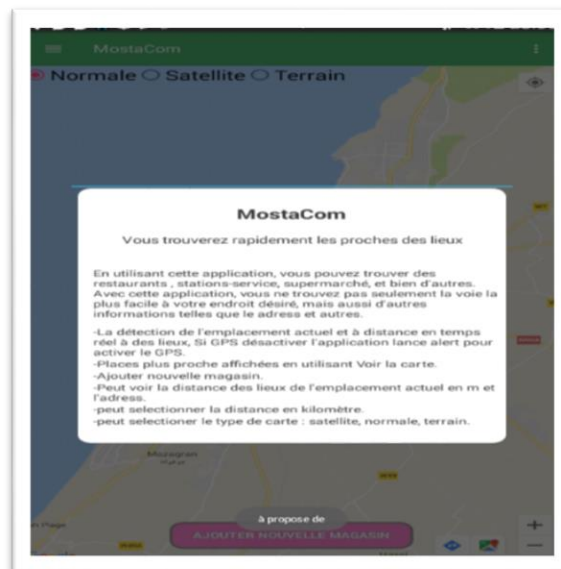 MostaCom
Normale Satellite Terrain
MostaCom
Vous trouverez rapidement les proches des lieux
En utilisant cette application, vous pouvez trouver des
restaurants , stations-service, supermarché, et bien d'autres.
Avec cette application, vous ne trouvez pas seulement la voie la
plus facile à votre endroit désiré, mais aussi d'autres
informations telles que le adress et autres.
-La détection de l'emplacement actuel et à distance en temps
réel à des lieux, Si GPS désactiver l'application lance alert pour
activer le GPS.
-Places plus proche affichées en utilisant Voir la carte.
-Ajouter nouvelle magasin.
-Peut voir la distance des lieux de l'emplacement actuel en m et
l'adress.
-peut selectionner la distance en kilomètre.
-peut selectioner le type de carte : satellite, normale, terrain.
Mazagran
à propose de
AJOUTER NOUVELLE MAGASIN